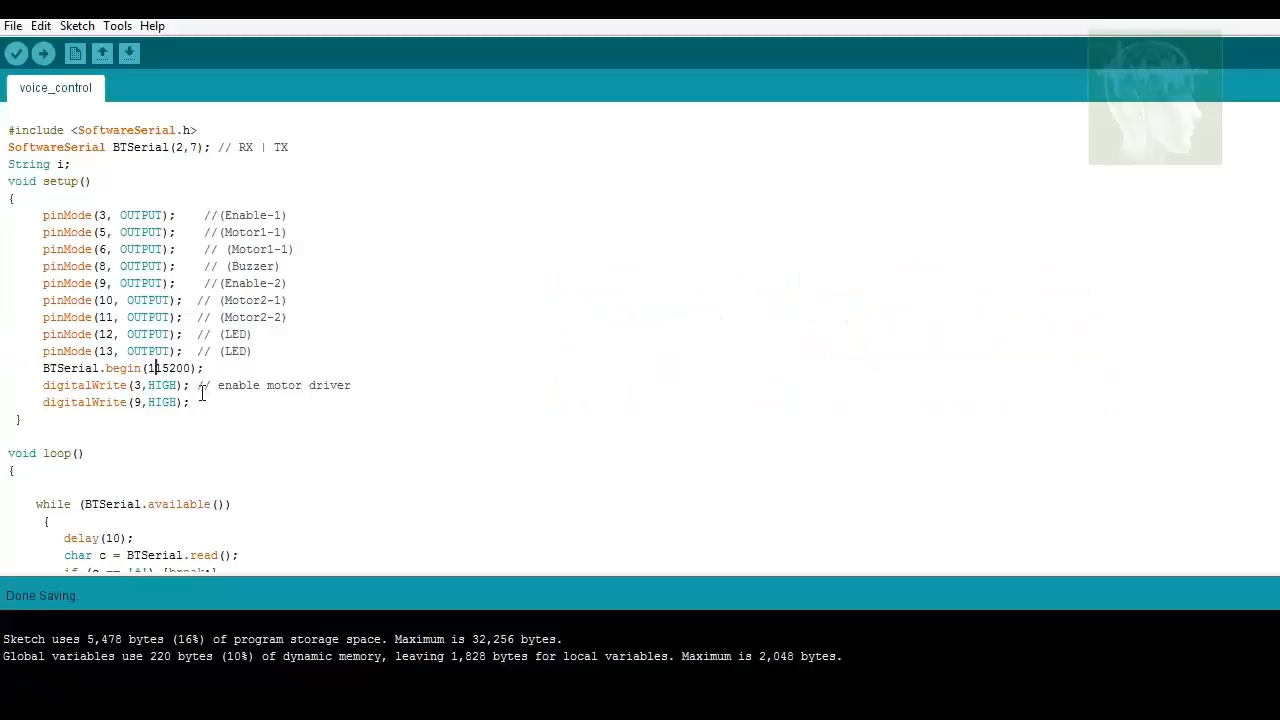 File Edit Sketch Tools Help
voice_control
#include <SoftwareSerial.h>
SoftwareSerial BTSerial(2,7); // RX | TX
String i;
void setup()
{
pinMode(3, OUTPUT); //(Enable-1)
pinMode(5, OUTPUT); //(Motor1-1)
pinMode(6, OUTPUT); // (Motor1-1)
pinMode(8, OUTPUT); // (Buzzer)
pinMode(9, OUTPUT); //(Enable-2)
pinMode(10, OUTPUT); // (Motor2-1)
pinMode(11, OUTPUT); // (Motor2-2)
pinMode(12, OUTPUT); // (LED)
pinMode(13, OUTPUT); // (LED)
BTSerial.begin(115200);
digitalWrite(3,HIGH); // enable motor driver
digitalWrite(9,HIGH);
}
void loop()
{
while (BTSerial.available())
{
delay(10);
char c = BTSerial.read();
if (c == '#') {break;}
Done Saving.
Sketch uses 5,478 bytes (16%) of program storage space. Maximum is 32,256 bytes.
Global variables use 220 bytes (10%) of dynamic memory, leaving 1,828 bytes for local variables. Maximum is 2,048 bytes.